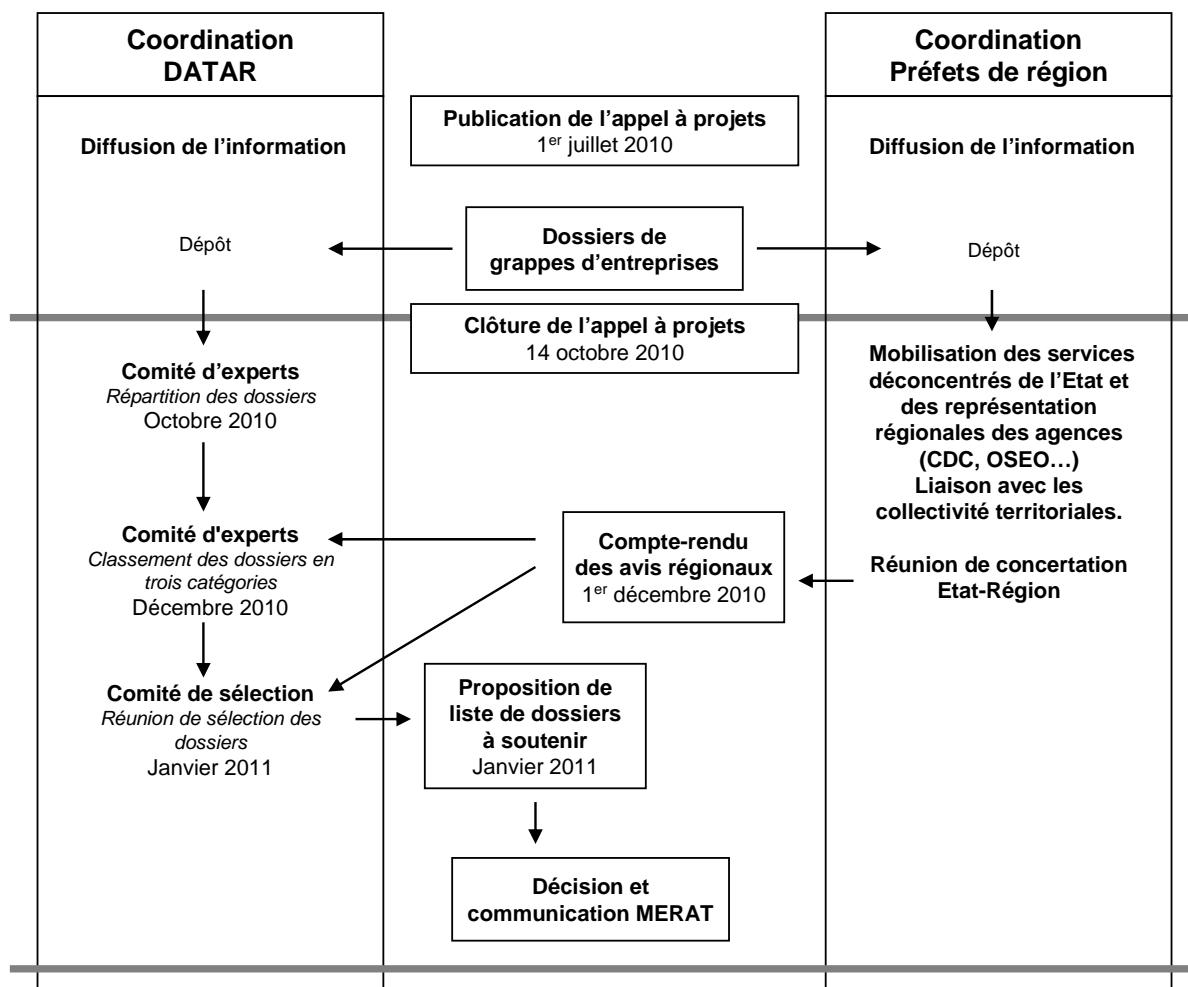 Coordination
DATAR
Coordination
Préfets de région
Publication de l'appel à projets
1er juillet 2010
Diffusion de l'information
Diffusion de l'information
Dossiers de
grappes d'entreprises
Dépôt
Dépôt
Clôture de l'appel à projets
14 octobre 2010
Comité d'experts
Répartition des dossiers
Octobre 2010
Mobilisation des services
déconcentrés de l'Etat et
des représentation
régionales des agences
(CDC, OSEO…)
Liaison avec les
collectivité territoriales.
Comité d'experts
Classement des dossiers en
trois catégories
Décembre 2010
Compte-rendu
des avis régionaux
1er décembre 2010
Réunion de concertation
Etat-Région
Comité de sélection
Réunion de sélection des
dossiers
Janvier 2011
Proposition de
liste de dossiers
à soutenir
Janvier 2011
Décision et
communication MERAT